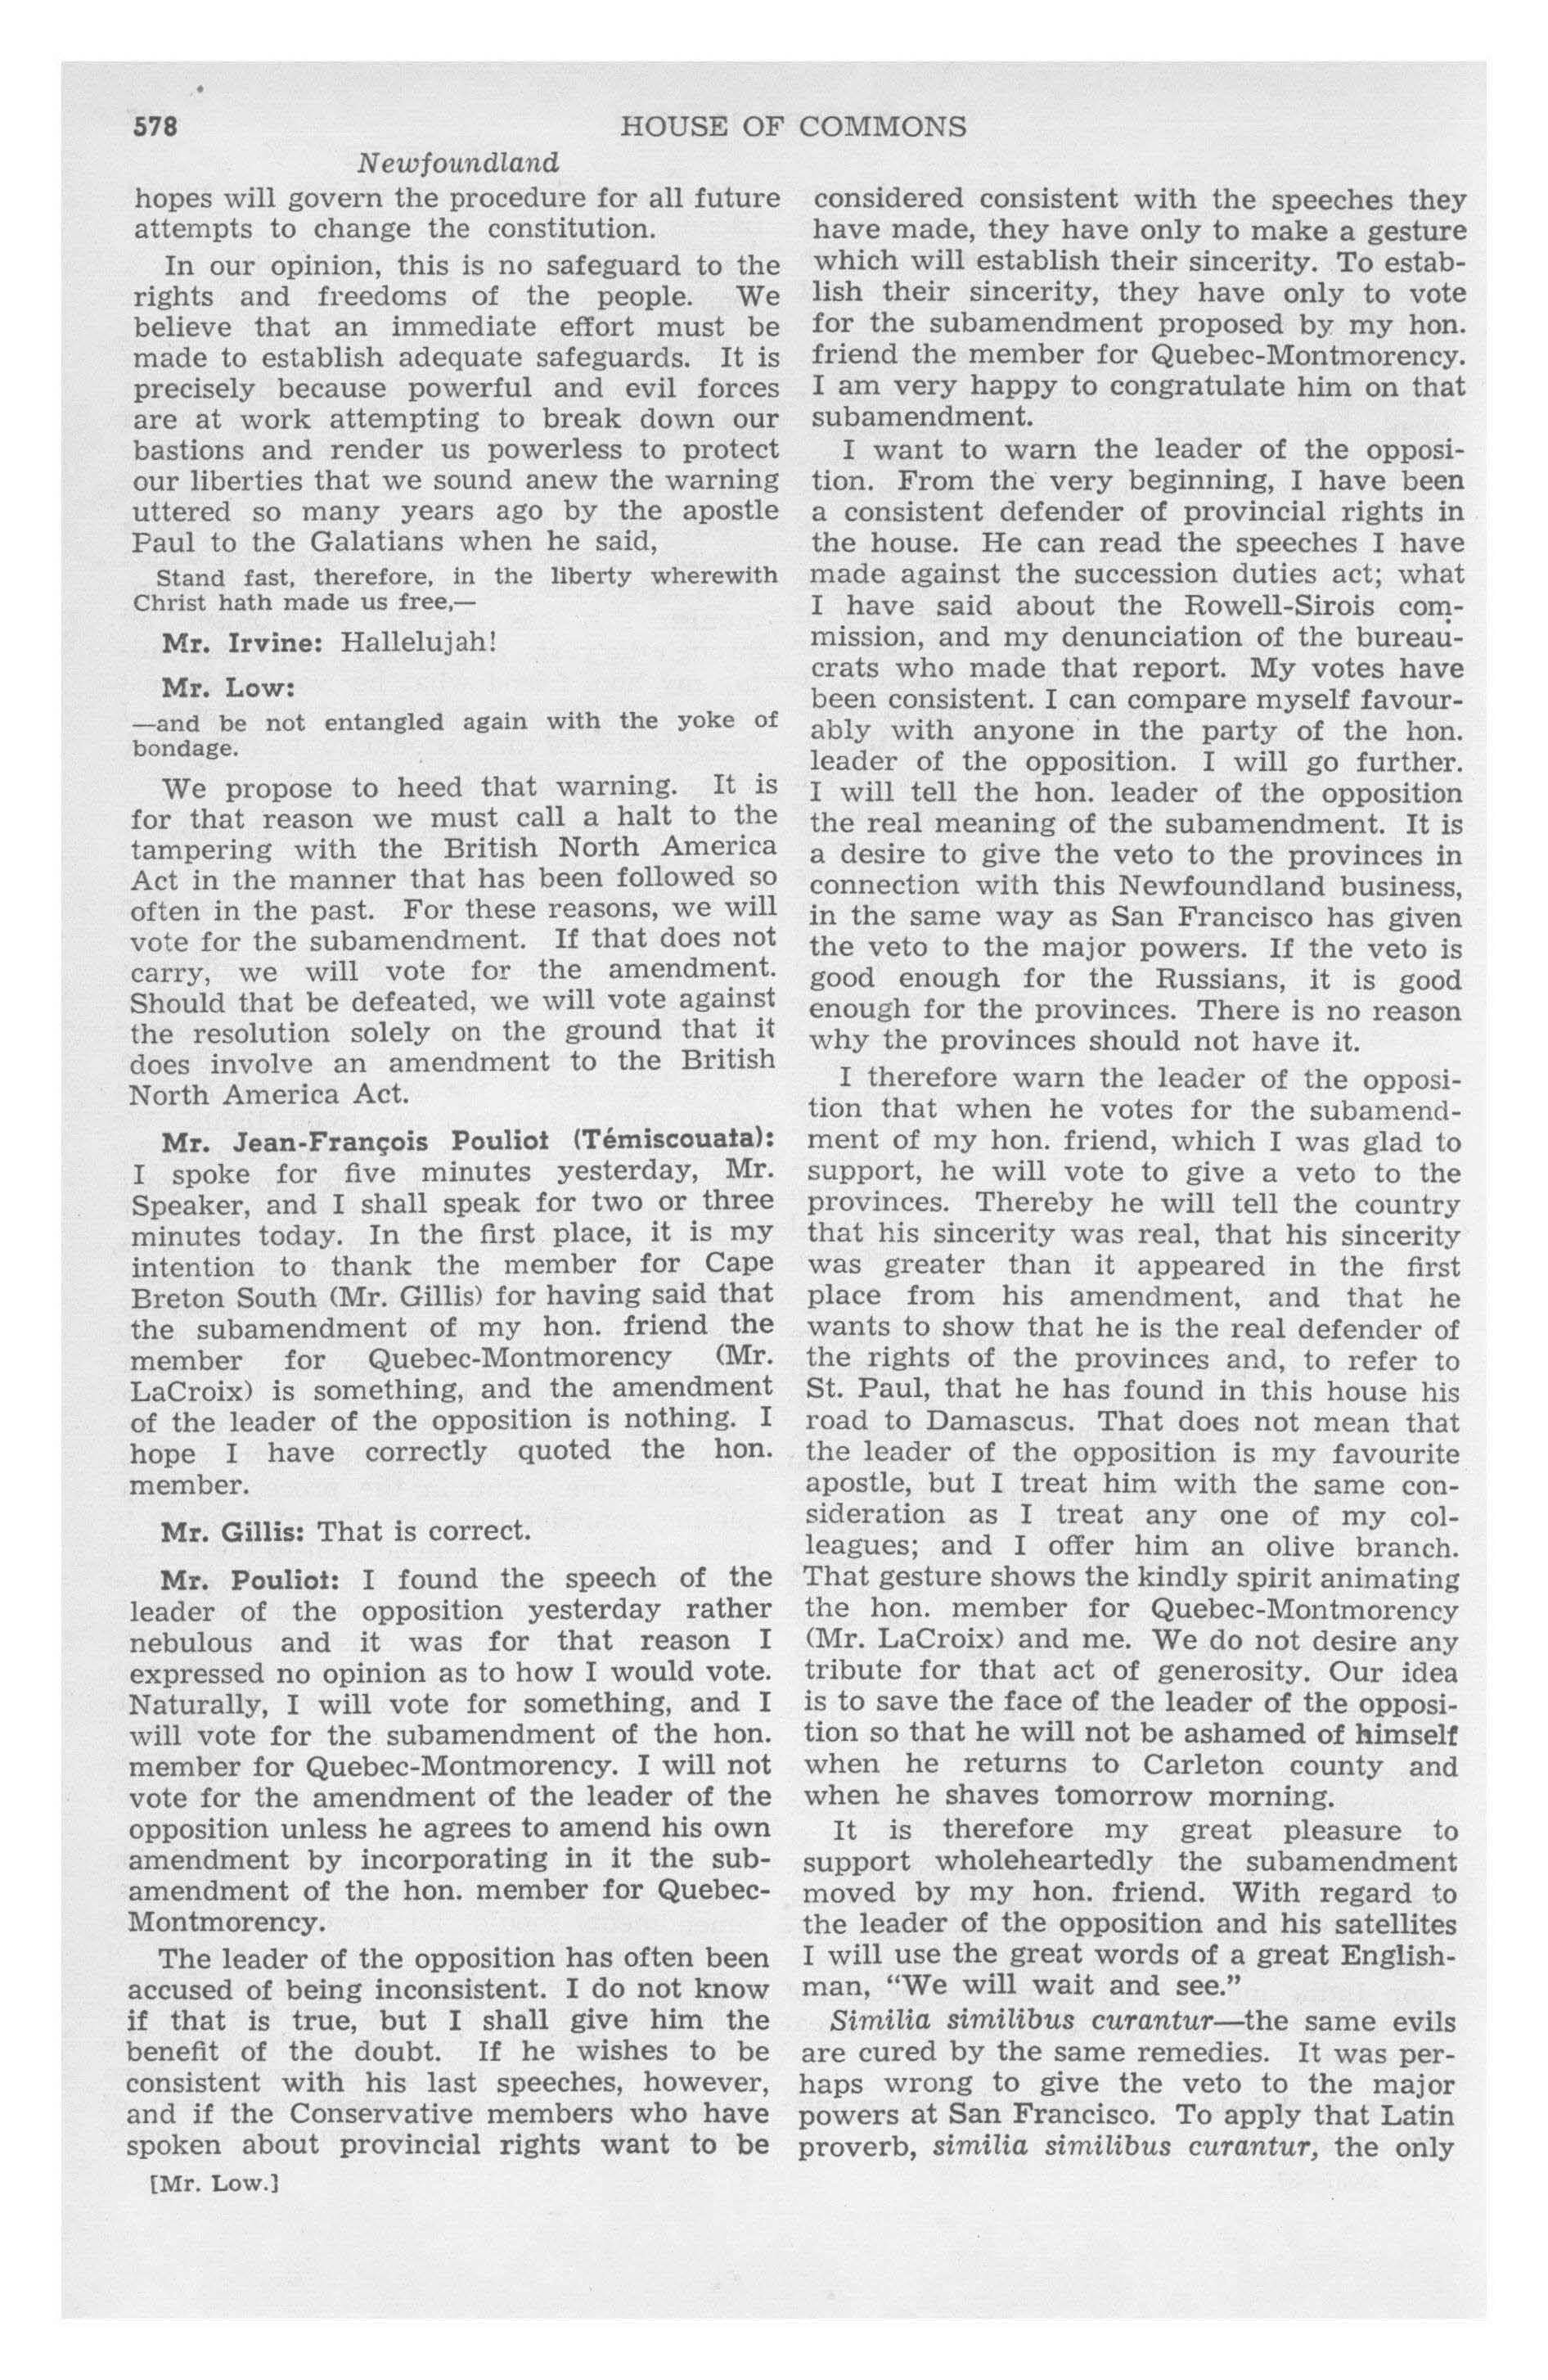 578
HOUSE OF COMMONS
Newfoundland
hopes will govern the procedure for all future
attempts to change the constitution.
In our opinion, this is no safeguard to the
rights and freedoms of the people. We
believe that an immediate effort must be
made to establish adequate safeguards. It is
precisely because powerful and evil forces
are at work attempting to break down our
bastions and render us powerless to protect
our liberties that we sound anew the warning
uttered so many years ago by the apostle
Paul to the Galatians when he said,
Stand fast, therefore, in the liberty wherewith
Christ hath made us free,—
Mr. Irvine: Hallelujah!
Mr. Low:
—and be not entangled again with the yoke of
bondage.
We propose to heed that warning. It is
for that reason we must call a halt to the
tampering with the British North America
Act in the manner that has been followed so
often in the past. For these reasons, we will
vote for the subamendment. If that does not
carry, we will vote for the amendment.
Should that be defeated, we will vote against
the resolution solely on the ground that it
does involve an amendment to the British
North America Act.
Mr. Jean-François Pouliot (Témiscouata):
I spoke for five minutes yesterday, Mr.
Speaker, and I shall speak for two or three
minutes today. In the first place, it is my
intention to thank the member for Cape
Breton South (Mr. Gillis) for having said that
the subamendment of my hon. friend the
member for Quebec-Montmorency (Mr.
LaCroix) is something, and the amendment
of the leader of the opposition is nothing. I
hope I have correctly quoted the hon.
member.
Mr. Gillis: That is correct.
Mr. Pouliot: I found the speech of the
leader of the opposition yesterday rather
nebulous and it was for that reason I
expressed no opinion as to how I would vote.
Naturally, I will vote for something, and I
will vote for the subamendment of the hon.
member for Quebec-Montmorency. I will not
vote for the amendment of the leader of the
opposition unless he agrees to amend his own
amendment by incorporating in it the sub-
amendment of the hon. member for Quebec-
Montmorency.
The leader of the opposition has often been
accused of being inconsistent. I do not know
if that is true, but I shall give him the
benefit of the doubt. If he wishes to be
consistent with his last speeches, however,
and if the Conservative members who have
spoken about provincial rights want to be
[Mr. Low.]
considered consistent with the speeches they
have made, they have only to make a gesture
which will establish their sincerity. To estab-
lish their sincerity, they have only to vote
for the subamendment proposed by my hon.
friend the member for Quebec-Montmorency.
I am very happy to congratulate him on that
subamendment.
I want to warn the leader of the opposi-
tion. From the very beginning, I have been
a consistent defender of provincial rights in
the house. He can read the speeches I have
made against the succession duties act; what
I have said about the Rowell-Sirois com-
mission, and my denunciation of the bureau-
crats who made that report. My votes have
been consistent. I can compare myself favour-
ably with anyone in the party of the hon.
leader of the opposition. I will go further.
I will tell the hon. leader of the opposition
the real meaning of the subamendment. It is
a desire to give the veto to the provinces in
connection with this Newfoundland business,
in the same way as San Francisco has given
the veto to the major powers. If the veto is
good enough for the Russians, it is good
enough for the provinces. There is no reason
why the provinces should not have it.
I therefore warn the leader of the opposi-
tion that when he votes for the subamend-
ment of my hon. friend, which I was glad to
support, he will vote to give a veto to the
provinces. Thereby he will tell the country
that his sincerity was real, that his sincerity
was greater than it appeared in the first
place from his amendment, and that he
wants to show that he is the real defender of
the rights of the provinces and, to refer to
St. Paul, that he has found in this house his
road to Damascus. That does not mean that
the leader of the opposition is my favourite
apostle, but I treat him with the same con-
sideration as I treat any one of my col-
leagues; and I offer him an olive branch.
That gesture shows the kindly spirit animating
the hon. member for Quebec-Montmorency
(Mr. LaCroix) and me. We do not desire any
tribute for that act of generosity. Our idea
is to save the face of the leader of the opposi-
tion so that he will not be ashamed of himself
when he returns to Carleton county and
when he shaves tomorrow morning.
It is therefore my great pleasure to
support wholeheartedly the subamendment
moved by my hon. friend. With regard to
the leader of the opposition and his satellites
I will use the great words of a great English-
man, "We will wait and see."
Similia similibus curantur—the same evils
are cured by the same remedies. It was per-
haps wrong to give the veto to the major
powers at San Francisco. To apply that Latin
proverb, similia similibus curantur, the only